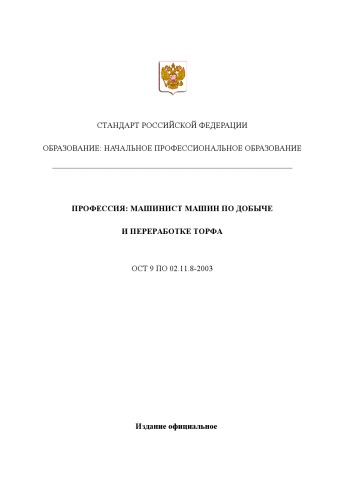 СТАНДАРТ РОССИЙСКОЙ ФЕДЕРАЦИИ
ОБРАЗОВАНИЕ: НАЧАЛЬНОЕ ПРОФЕССИОНАЛЬНОЕ ОБРАЗОВАНИЕ
ПРОФЕССИЯ: МАШИНИСТ МАШИН ПО ДОБЫЧЕ
И ПЕРЕРАБОТКЕ ТОРФА
ОСТ 9 ПО 02.11.8-2003
Издание официальное